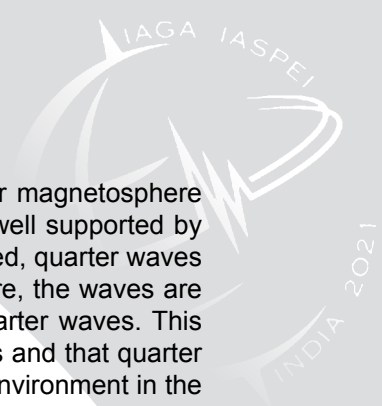 IAGA IASPEI
INDIA 2021
r magnetosphere
well supported by
ed, quarter waves
re, the waves are
arter waves. This
s and that quarter
environment in the